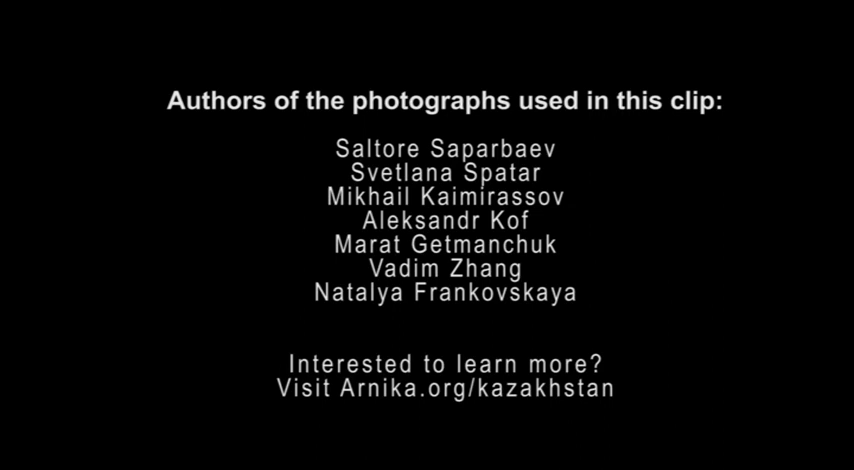 Authors of the photographs used in this clip:
Saltore Saparbaev
Svetlana Spatar
Mikhail Kaimirassov
Aleksandr Kof
Marat Getmanchuk
Vadim Zhang
Natalya Frankovskaya
Interested to learn more?
Visit Arnika.org/kazakhstan